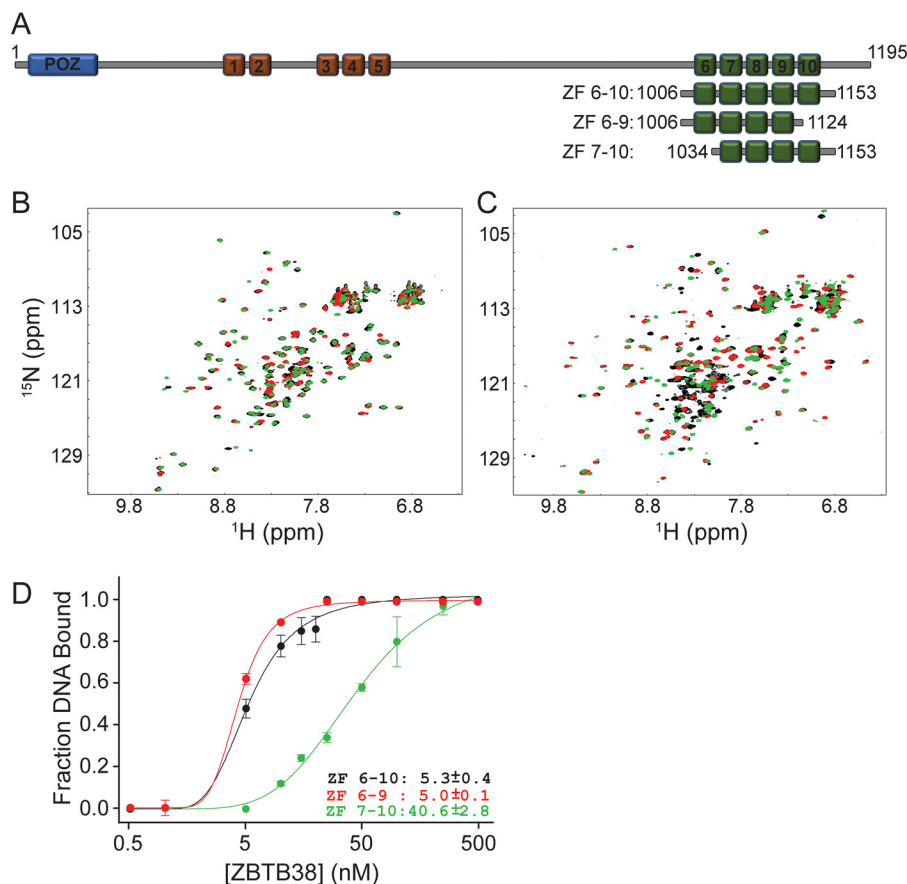 A
1 1195
POZ 1 2 3 4 5 6 7 8 9 10
ZF 6-10: 1006 1153
ZF 6-9: 1006 1124
ZF 7-10: 1034 1153
B
105
113
121
129
15N (ppm)
9.8 8.8 7.8 6.8
1H (ppm)
C
105
113
121
129
9.8 8.8 7.8 6.8
1H (ppm)
D
1.0
0.8
0.6
0.4
0.2
0.0
Fraction DNA Bound
ZF 6-10: 5.3±0.4
ZF 6-9 : 5.0±0.1
ZF 7-10:40.6±2.8
0.5 5 50 500
[ZBTB38] (nM)